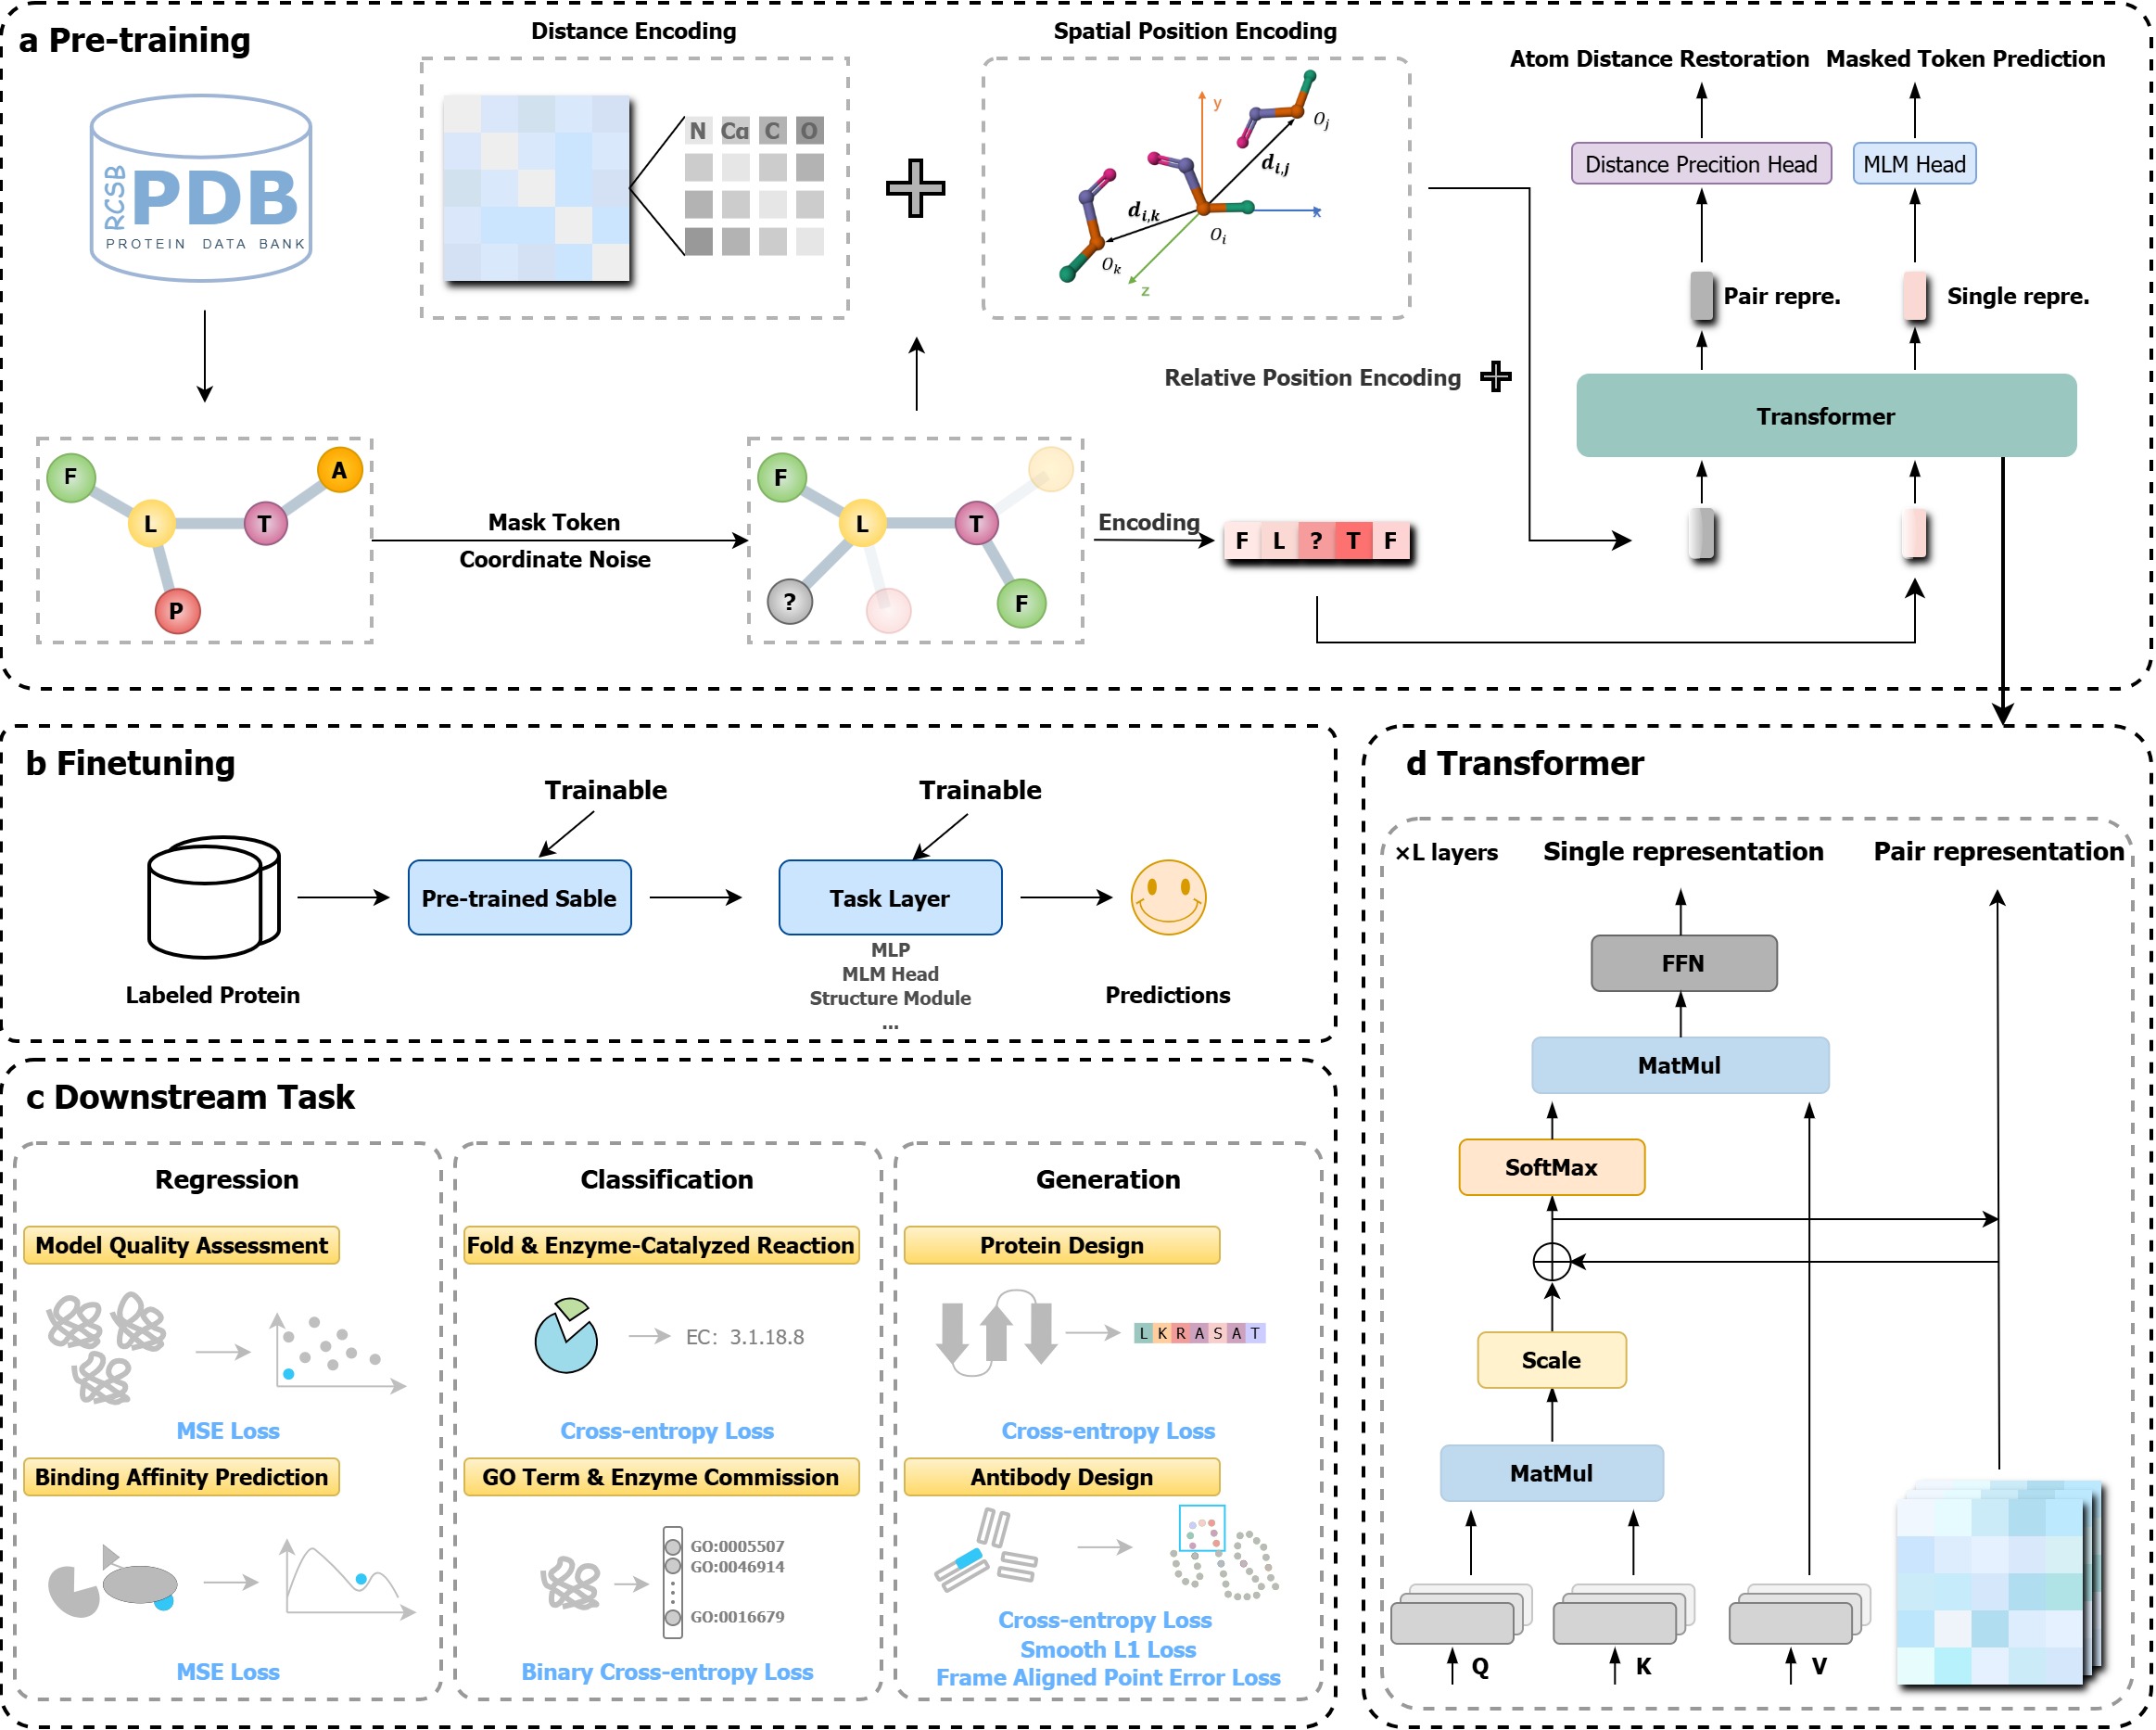 a Pre-training
RCSB
PDB
PROTEIN DATA BANK
Distance Encoding
N Cα C O
Spatial Position Encoding
y
x
z
O_j
O_i
O_k
d_{i,j}
d_{i,k}
Atom Distance Restoration
Masked Token Prediction
Distance Precition Head
MLM Head
Pair repre.
Single repre.
Relative Position Encoding
Transformer
F
L
T
A
P
Mask Token
Coordinate Noise
F
L
T
?
F
Encoding
F L ? T F
b Finetuning
Trainable
Trainable
Pre-trained Sable
Task Layer
MLP
MLM Head
Structure Module
...
Labeled Protein
Predictions
c Downstream Task
Regression
Model Quality Assessment
MSE Loss
Binding Affinity Prediction
MSE Loss
Classification
Fold & Enzyme-Catalyzed Reaction
EC: 3.1.18.8
Cross-entropy Loss
GO Term & Enzyme Commission
GO:0005507
GO:0046914
GO:0016679
Binary Cross-entropy Loss
Generation
Protein Design
L K R A S A T
Cross-entropy Loss
Antibody Design
Cross-entropy Loss
Smooth L1 Loss
Frame Aligned Point Error Loss
d Transformer
×L layers
Single representation
Pair representation
FFN
MatMul
SoftMax
Scale
MatMul
Q
K
V